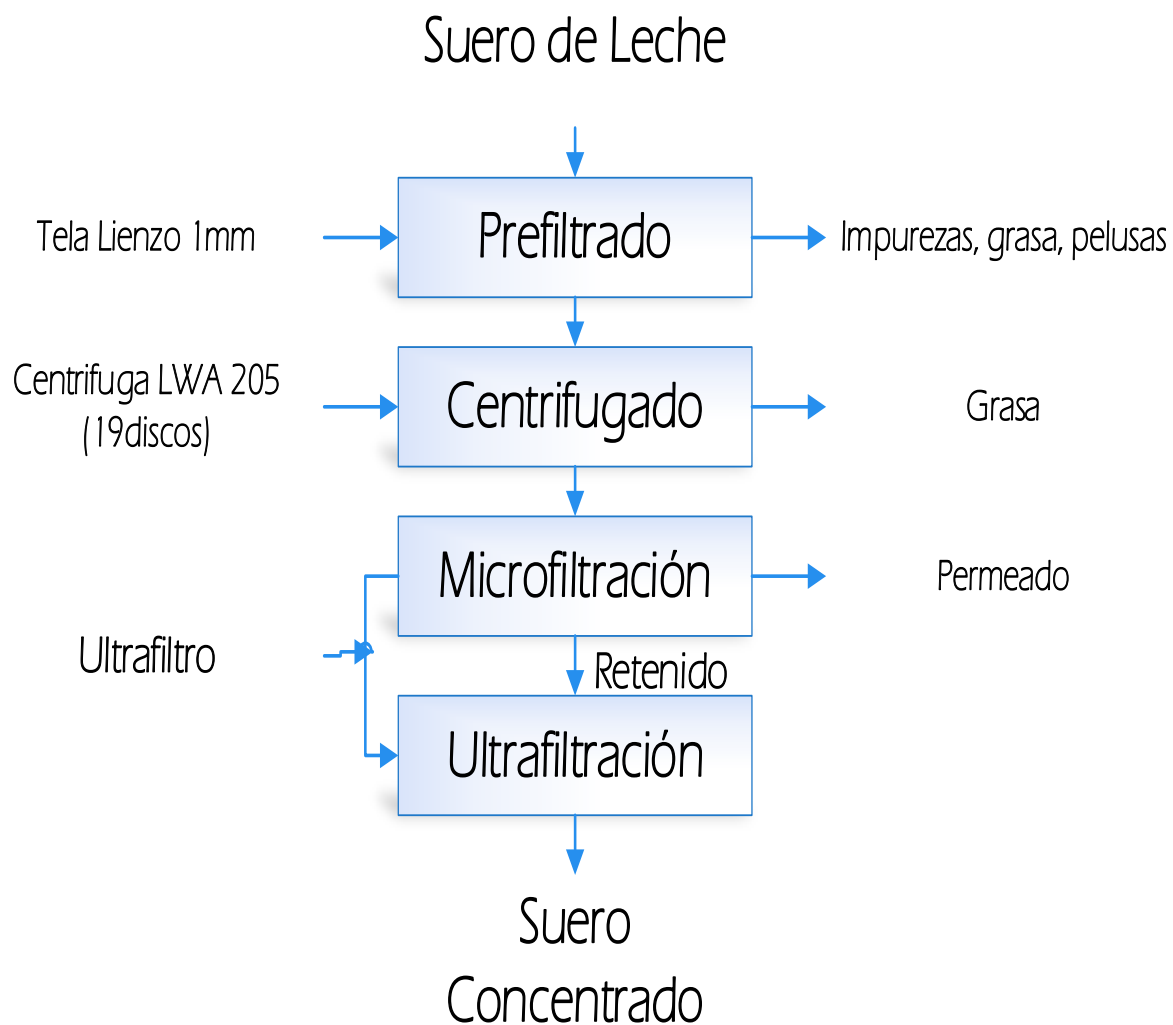 Suero de Leche
Tela Lienzo 1mm
Prefiltrado
Impurezas, grasa, pelusas
Centrifuga LWA 205
(19discos)
Centrifugado
Grasa
Microfiltración
Permeado
Ultrafiltro
Retenido
Ultrafiltración
Suero
Concentrado